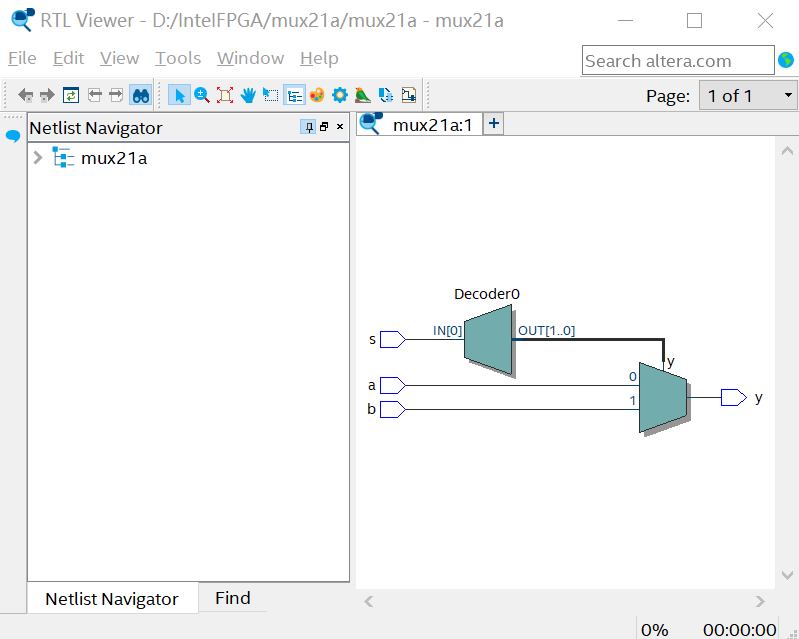 RTL Viewer - D:/IntelFPGA/mux21a/mux21a - mux21a
File Edit View Tools Window Help
Search altera.com
Page: 1 of 1
Netlist Navigator
mux21a:1 +
mux21a
Decoder0
s
IN[0]
OUT[1..0]
y
a
0
b
1
y
Netlist Navigator
Find
0% 00:00:00